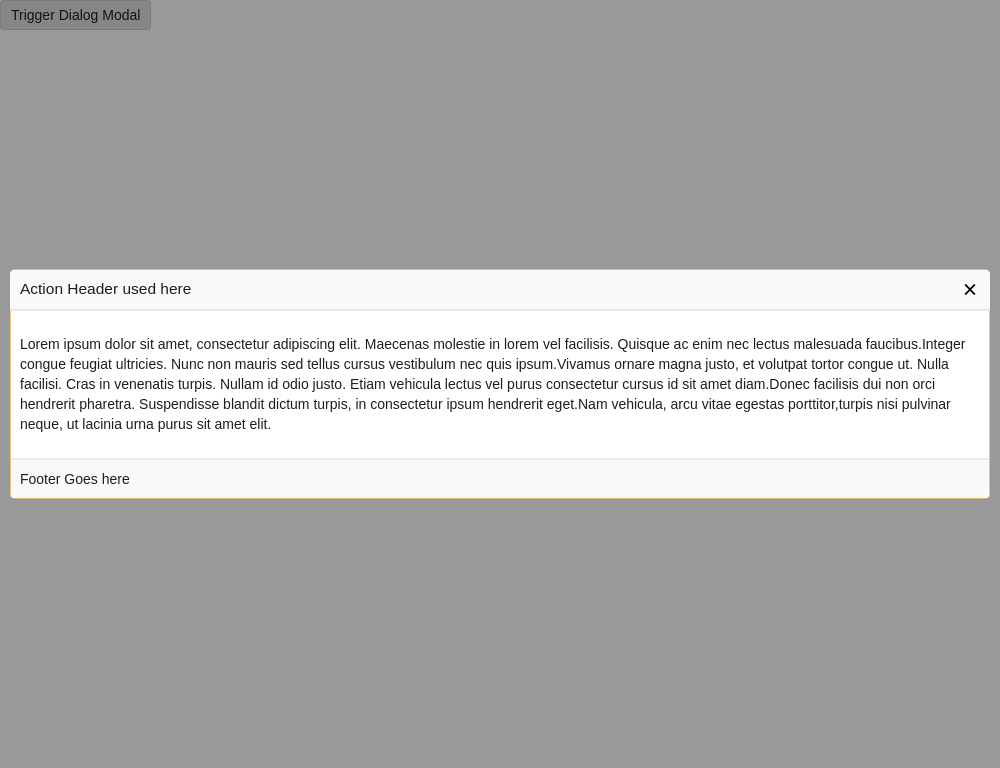 Trigger Dialog Modal
Action Header used here
Lorem ipsum dolor sit amet, consectetur adipiscing elit. Maecenas molestie in lorem vel facilisis. Quisque ac enim nec lectus malesuada faucibus.Integer
congue feugiat ultricies. Nunc non mauris sed tellus cursus vestibulum nec quis ipsum.Vivamus ornare magna justo, et volutpat tortor congue ut. Nulla
facilisi. Cras in venenatis turpis. Nullam id odio justo. Etiam vehicula lectus vel purus consectetur cursus id sit amet diam.Donec facilisis dui non orci
hendrerit pharetra. Suspendisse blandit dictum turpis, in consectetur ipsum hendrerit eget.Nam vehicula, arcu vitae egestas porttitor,turpis nisi pulvinar
neque, ut lacinia urna purus sit amet elit.
Footer Goes here